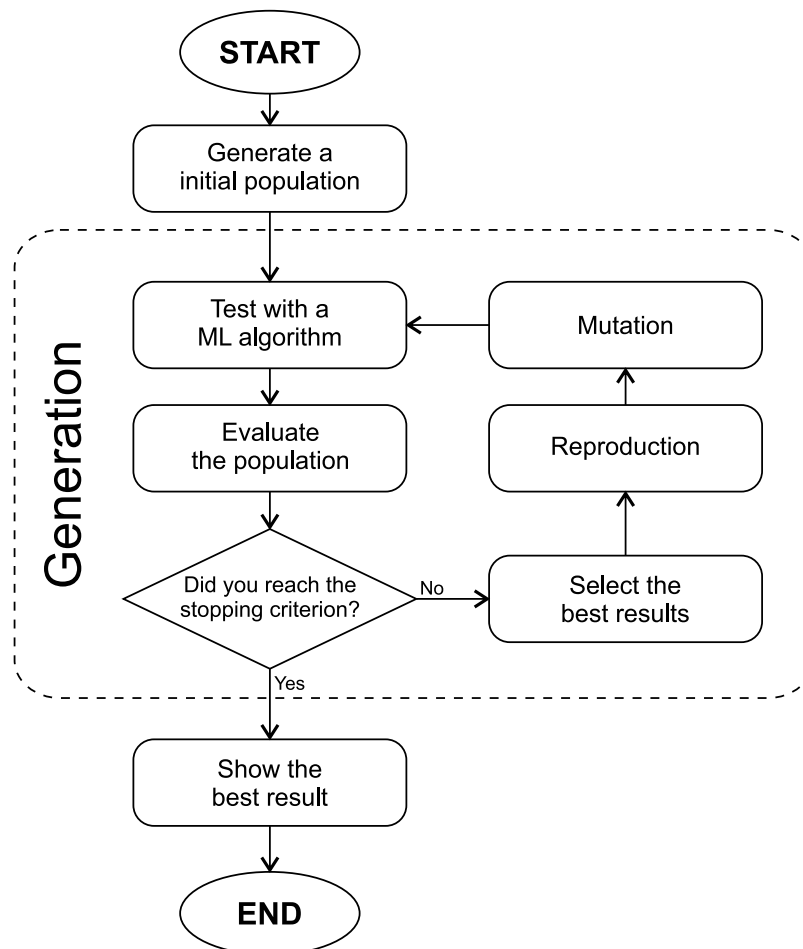 START
Generate a
initial population
Generation
Test with a
ML algorithm
Mutation
Evaluate
the population
Reproduction
Did you reach the
stopping criterion?
No
Select the
best results
Yes
Show the
best result
END